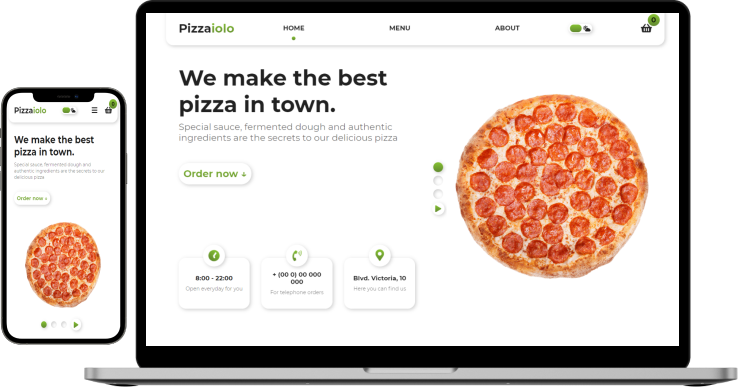 Pizzaiolo
HOME
MENU
ABOUT
0
We make the best
pizza in town.
Special sauce, fermented dough and authentic
ingredients are the secrets to our delicious pizza
Order now ↓
8:00 - 22:00
Open everyday for you
+ (00 0) 00 000
000
For telephone orders
Blvd. Victoria, 10
Here you can find us
Pizzaiolo
0
We make the best
pizza in town.
Special sauce, fermented dough and
authentic ingredients are the secrets to our
delicious pizza
Order now ↓